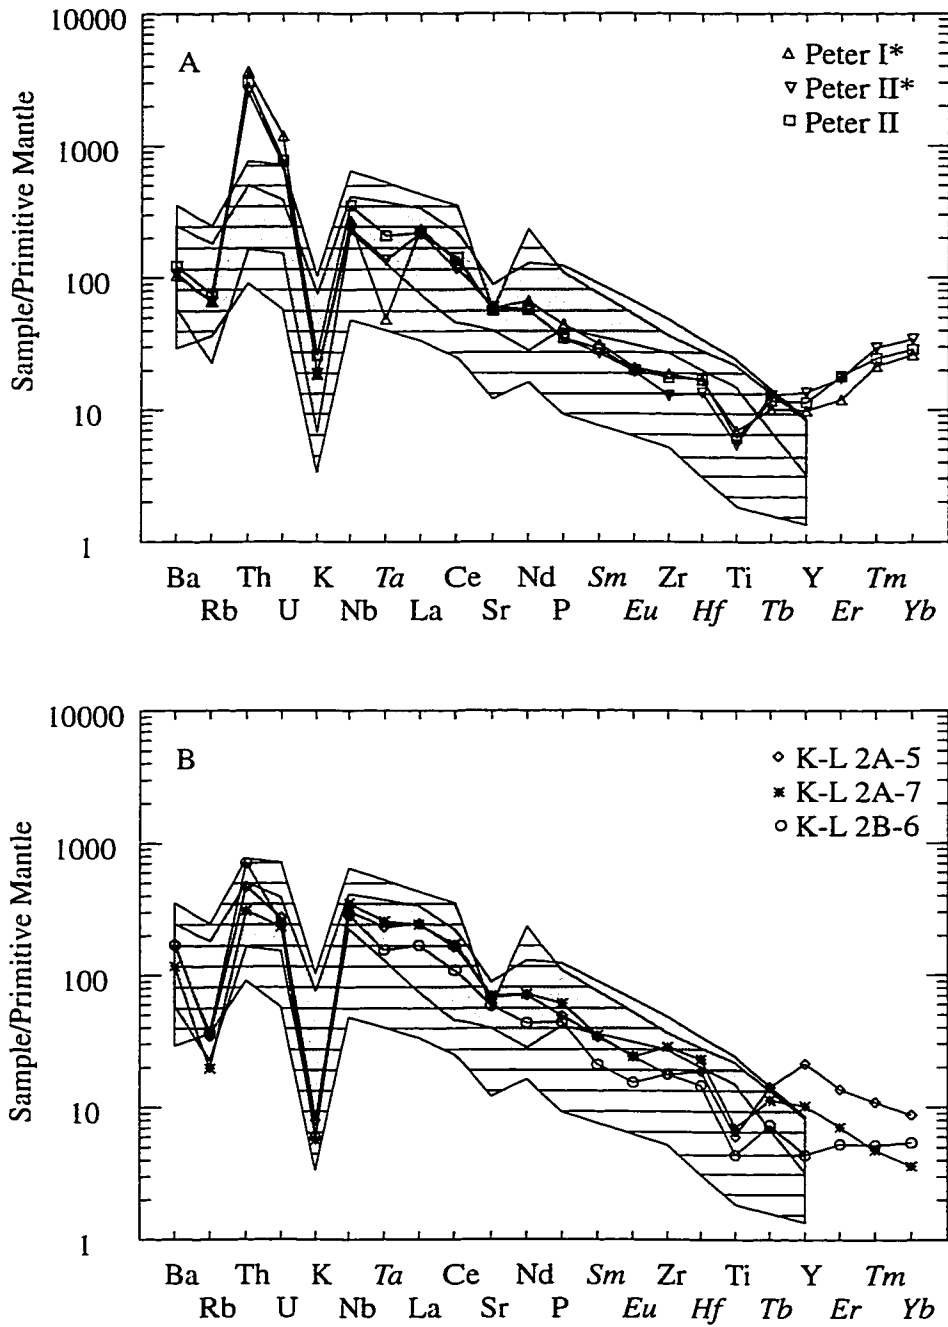 10000
A
△ Peter I*
▽ Peter II*
□ Peter II
1000
100
10
1
Sample/Primitive Mantle
Ba Th K Ta Ce Nd Sm Zr Ti Y Tm
Rb U Nb La Sr P Eu Hf Tb Er Yb
10000
B
◇ K-L 2A-5
✳ K-L 2A-7
○ K-L 2B-6
1000
100
10
1
Sample/Primitive Mantle
Ba Th K Ta Ce Nd Sm Zr Ti Y Tm
Rb U Nb La Sr P Eu Hf Tb Er Yb